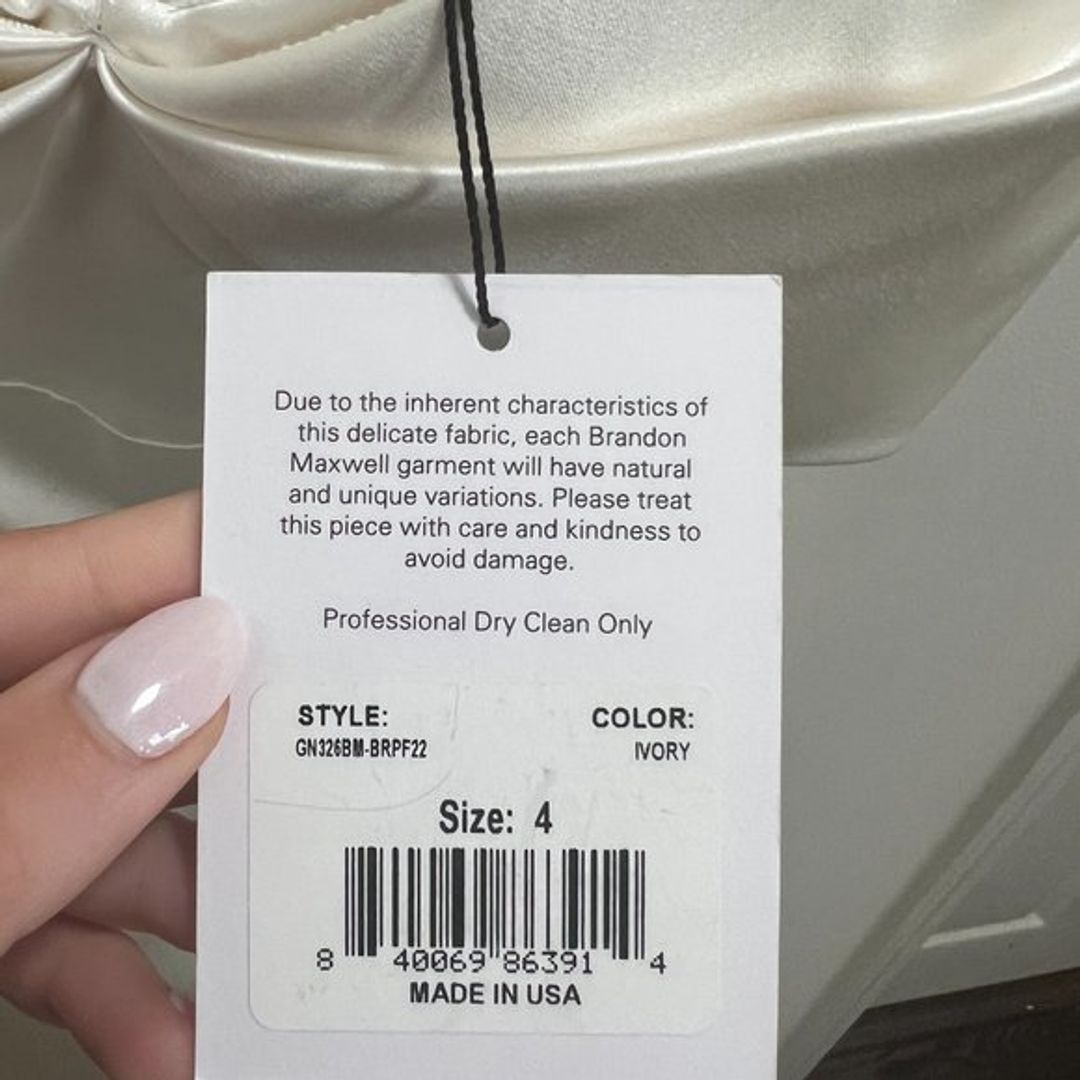 Due to the inherent characteristics of
this delicate fabric, each Brandon
Maxwell garment will have natural
and unique variations. Please treat
this piece with care and kindness to
avoid damage.
Professional Dry Clean Only
STYLE: COLOR:
GN326BM-BRPF22 IVORY
Size: 4
8 40069 86391 4
MADE IN USA